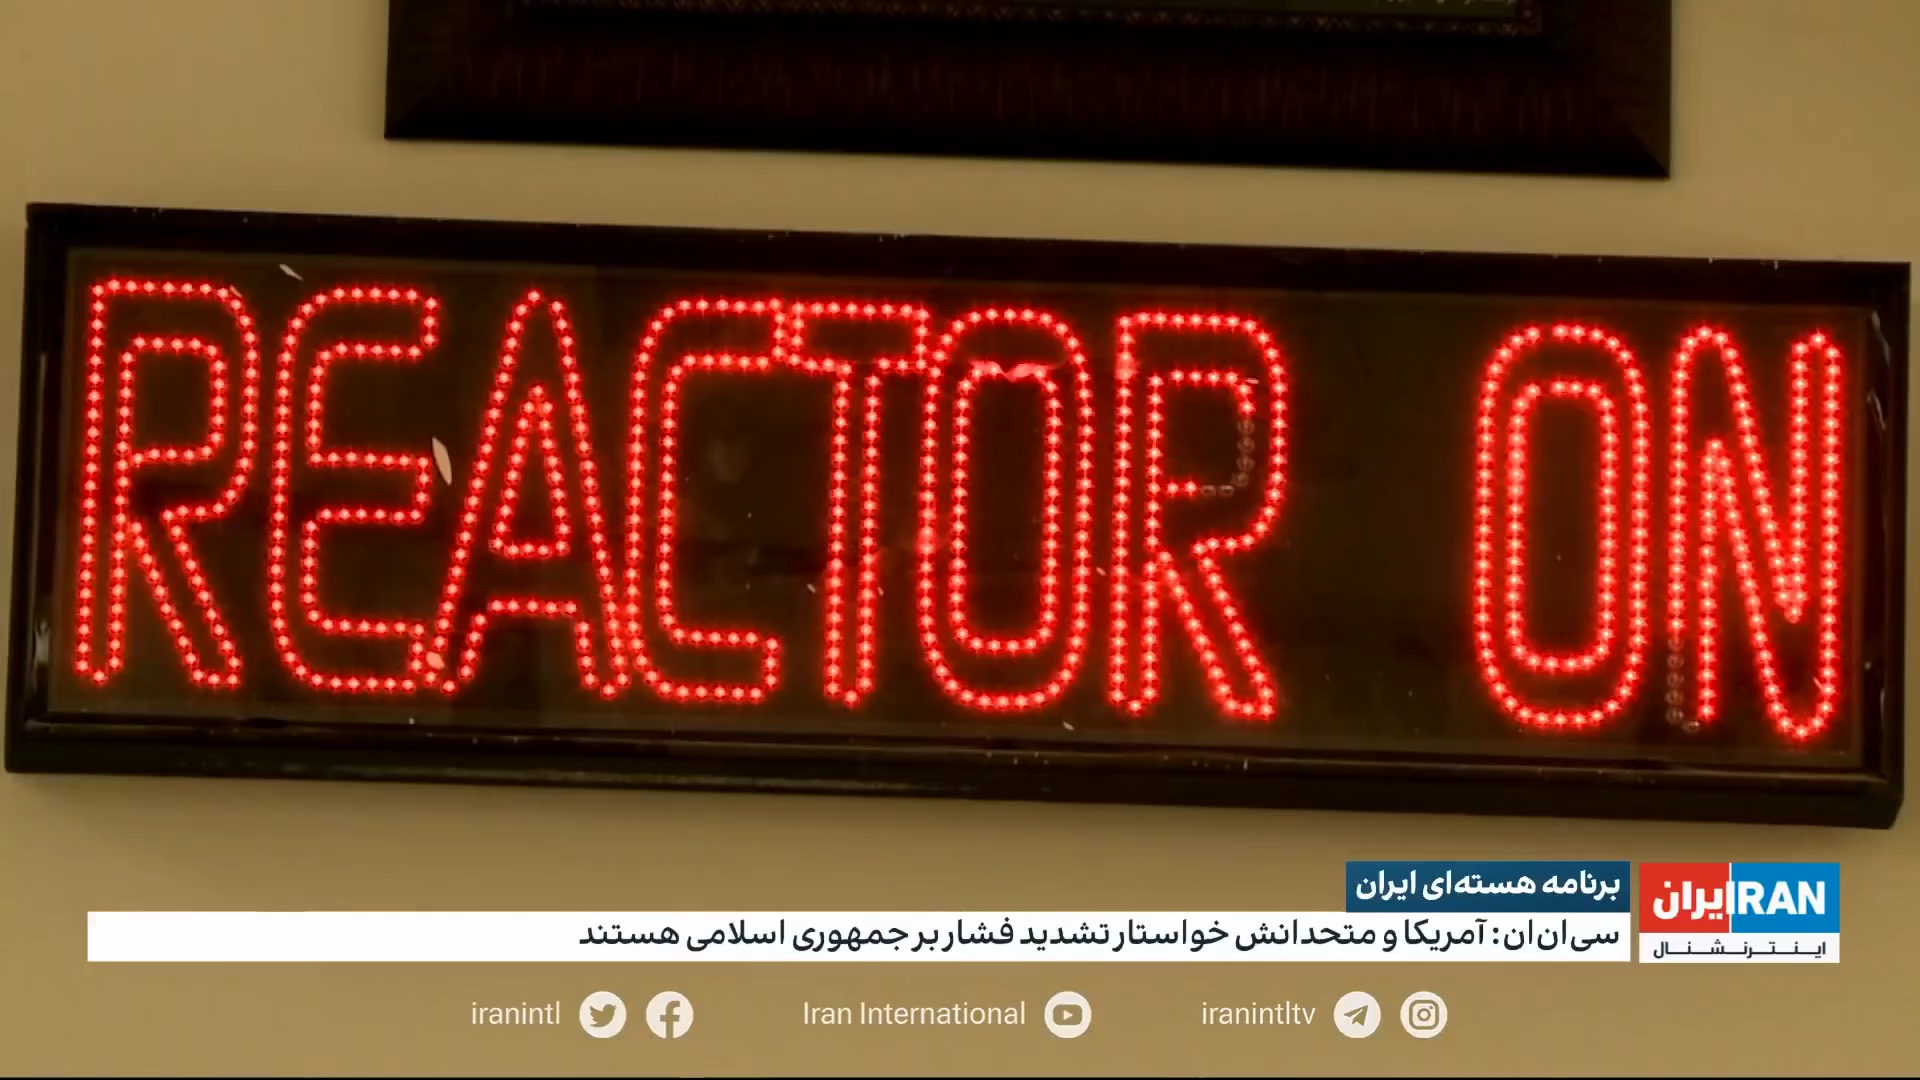 REACTOR ON
برنامه هسته‌ای ایران
سی‌ان‌ان: آمریکا و متحدانش خواستار تشدید فشار بر جمهوری اسلامی هستند
ایران IRAN
اینترنشنال
iranintl
Iran International
iranintltv